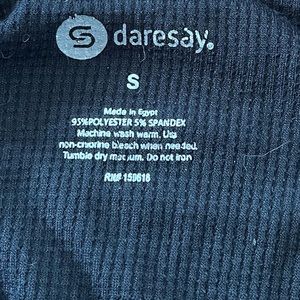 S daresay.
S
Made in Egypt
95%POLYESTER 5% SPANDEX
Machine wash warm. Use
non-chlorine bleach when needed.
Tumble dry medium. Do not iron
RN# 159616